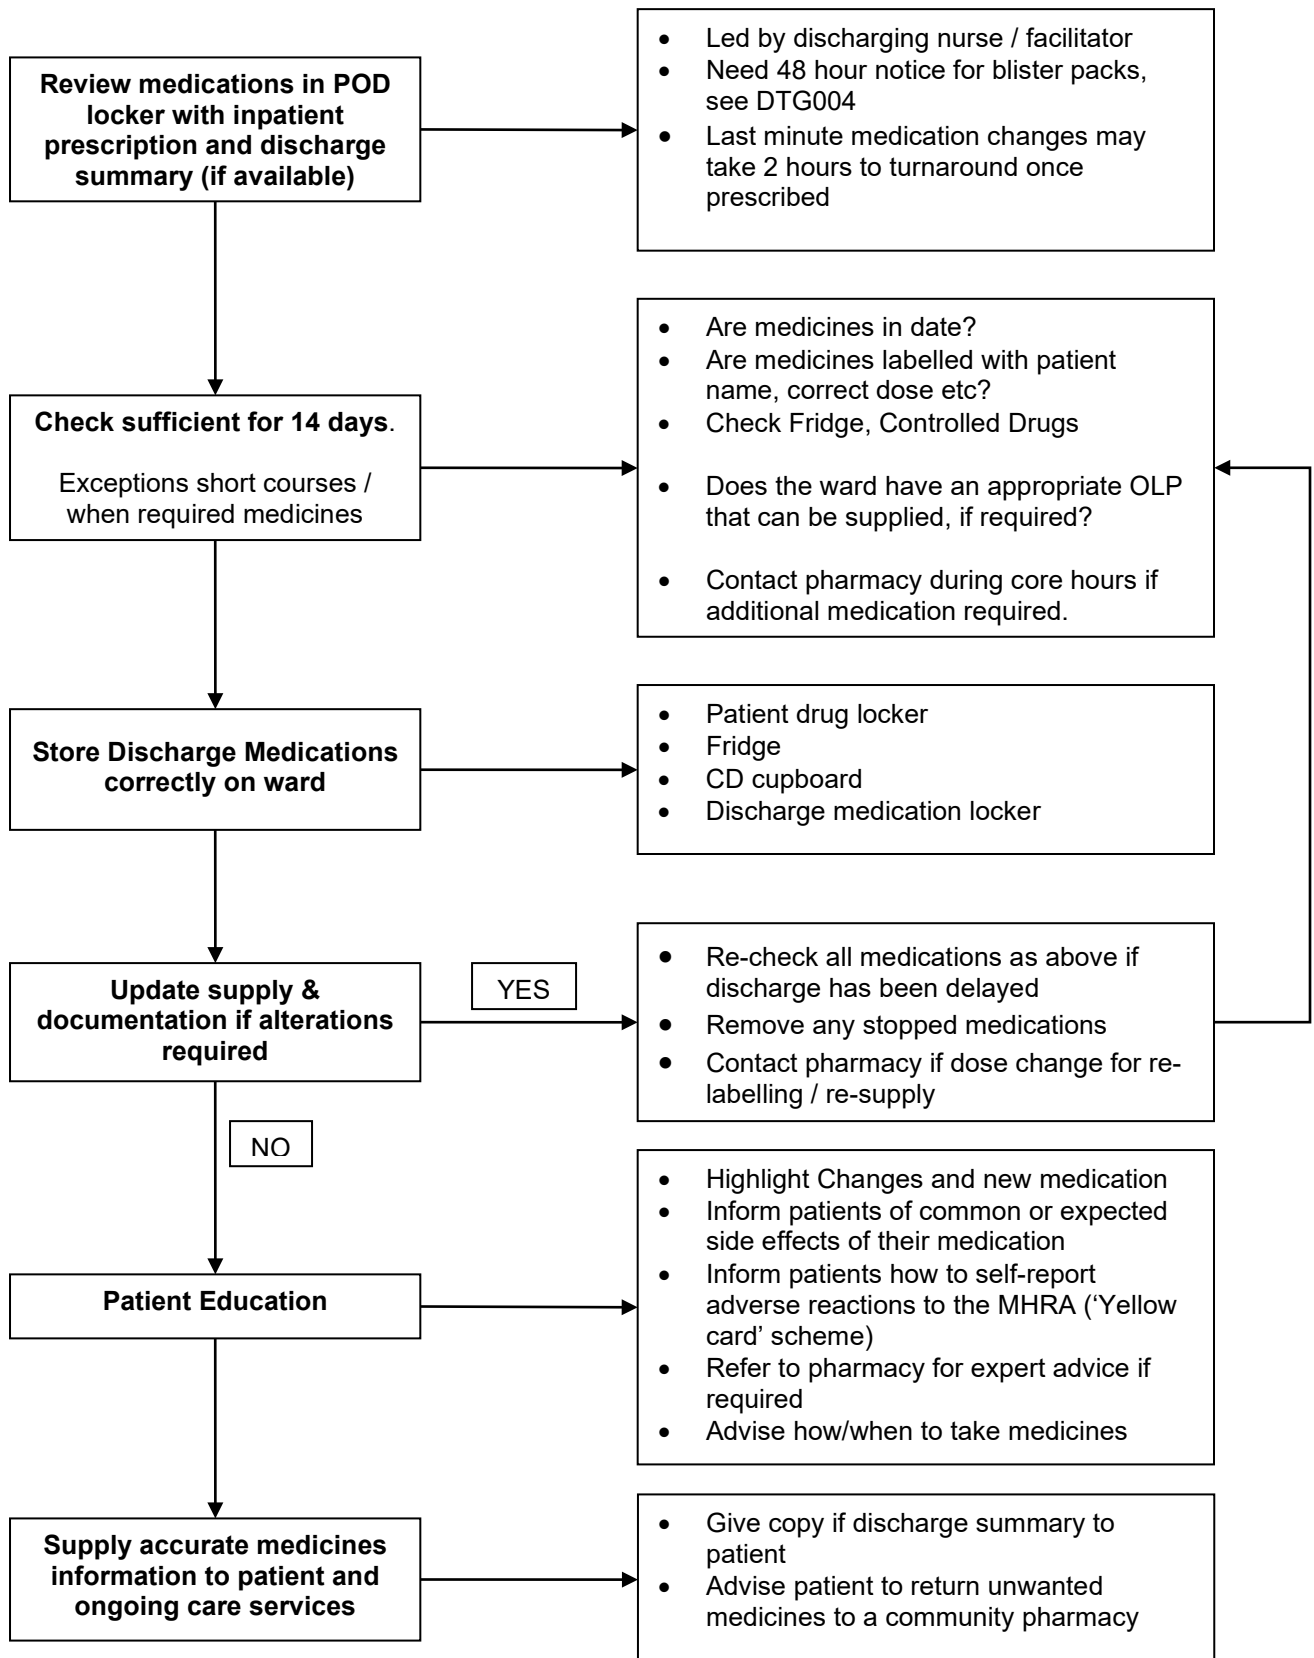 Review medications in POD
locker with inpatient
prescription and discharge
summary (if available)
• Led by discharging nurse / facilitator
• Need 48 hour notice for blister packs,
see DTG004
• Last minute medication changes may
take 2 hours to turnaround once
prescribed
Check sufficient for 14 days.
Exceptions short courses /
when required medicines
• Are medicines in date?
• Are medicines labelled with patient
name, correct dose etc?
• Check Fridge, Controlled Drugs
• Does the ward have an appropriate OLP
that can be supplied, if required?
• Contact pharmacy during core hours if
additional medication required.
Store Discharge Medications
correctly on ward
• Patient drug locker
• Fridge
• CD cupboard
• Discharge medication locker
Update supply &
documentation if alterations
required
YES
• Re-check all medications as above if
discharge has been delayed
• Remove any stopped medications
• Contact pharmacy if dose change for re-
labelling / re-supply
NO
Patient Education
• Highlight Changes and new medication
• Inform patients of common or expected
side effects of their medication
• Inform patients how to self-report
adverse reactions to the MHRA (‘Yellow
card’ scheme)
• Refer to pharmacy for expert advice if
required
• Advise how/when to take medicines
Supply accurate medicines
information to patient and
ongoing care services
• Give copy if discharge summary to
patient
• Advise patient to return unwanted
medicines to a community pharmacy